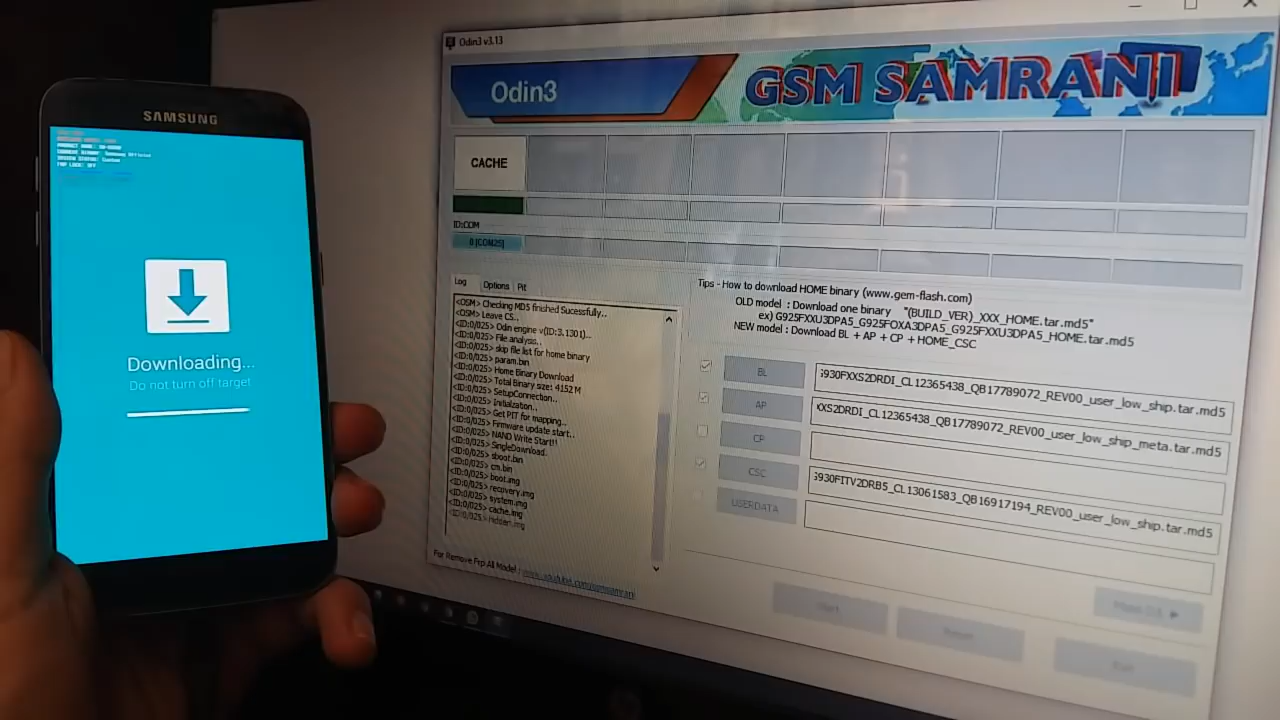 SAMSUNG
Downloading...
Do not turn off target
Odin3 v3.13
Odin3
GSM SAMRANI
CACHE
ID:COM
0:[COM25]
Log
Options
Pit
<OSM> Checking MD5 finished Sucessfully..
<OSM> Leave CS..
<ID:0/025> Odin engine v(ID:3.1301)..
<ID:0/025> File analysis..
<ID:0/025> skip file list for home binary
<ID:0/025> param.bin
<ID:0/025> Home Binary Download
<ID:0/025> Total Binary size: 4152 M
<ID:0/025> SetupConnection..
<ID:0/025> Initialzation..
<ID:0/025> Get PIT for mapping..
<ID:0/025> Firmware update start..
<ID:0/025> NAND Write Start!!
<ID:0/025> SingleDownload.
<ID:0/025> sboot.bin
<ID:0/025> cm.bin
<ID:0/025> boot.img
<ID:0/025> recovery.img
<ID:0/025> system.img
<ID:0/025> cache.img
<ID:0/025> hidden.img
For Remove Frp All Model :
Tips - How to download HOME binary (www.gem-flash.com)
OLD model : Download one binary "(BUILD_VER)_XXX_HOME.tar.md5"
ex) G925FXXU3DPA5_G925FOXA3DPA5_G925FXXU3DPA5_HOME.tar.md5
NEW model : Download BL + AP + CP + HOME_CSC
BL
G930FXXS2DRDI_CL12365438_QB17789072_REV00_user_low_ship.tar.md5
AP
XXS2DRDI_CL12365438_QB17789072_REV00_user_low_ship_meta.tar.md5
CP
CSC
G930FITV2DRB5_CL13061583_QB16917194_REV00_user_low_ship.tar.md5
USERDATA
Start
Reset
Exit